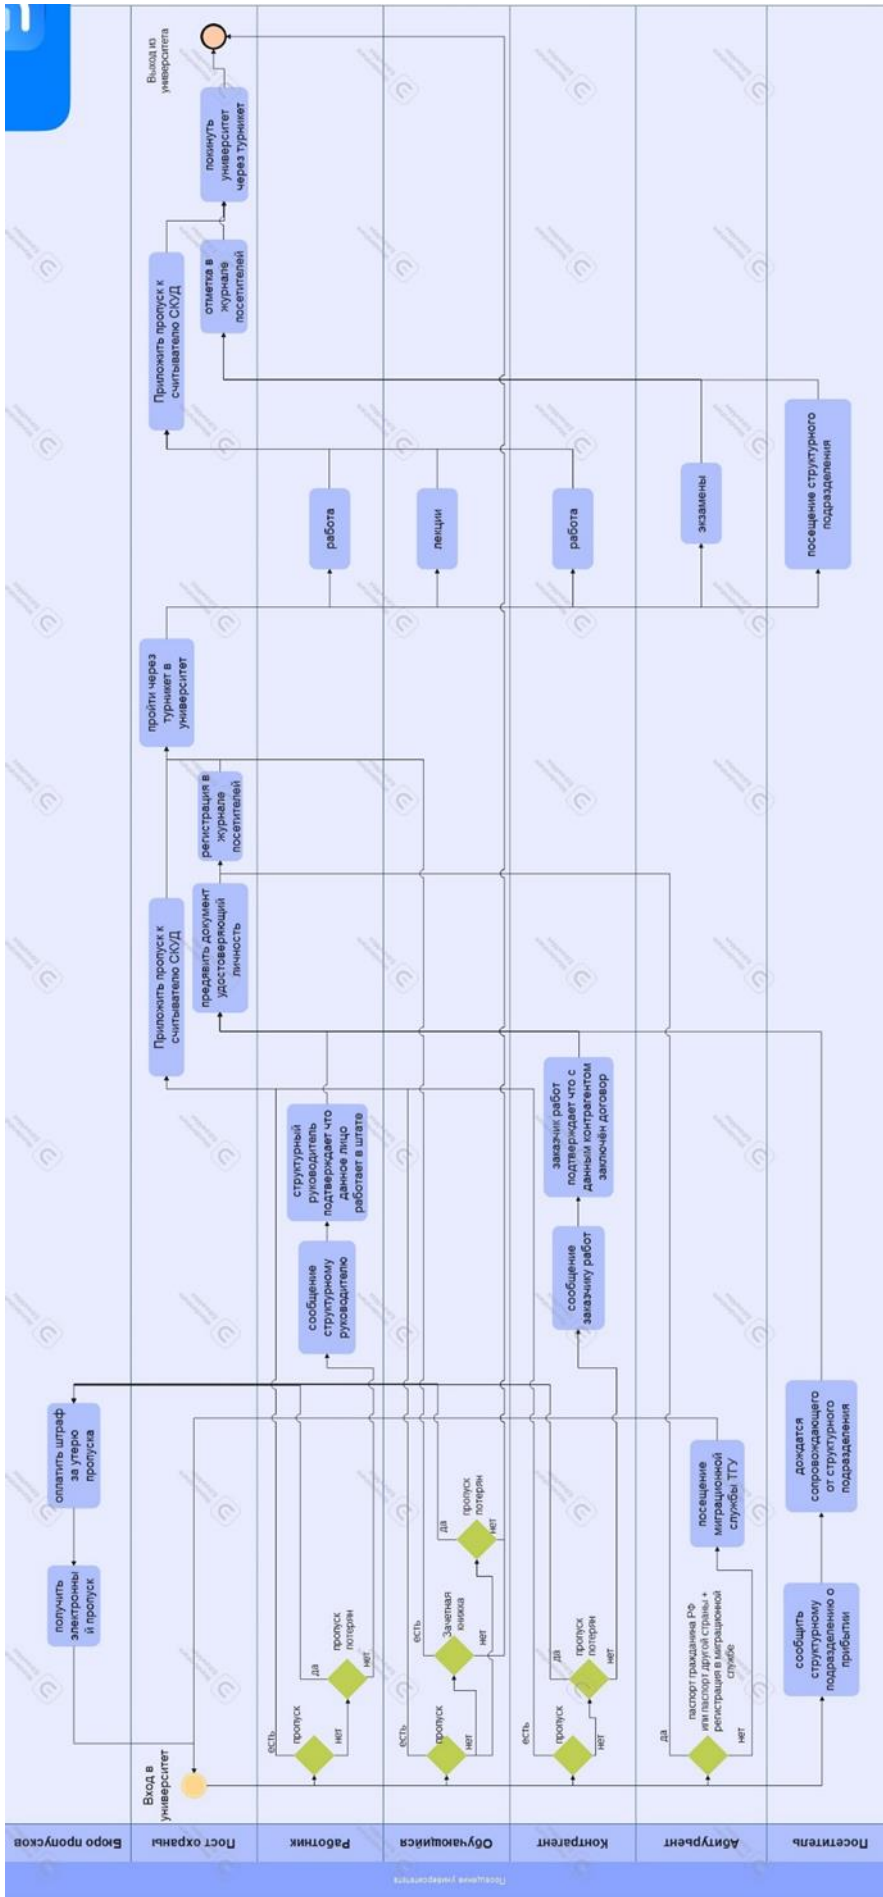 Выход из
университета
покинуть
университет
через турникет
Приложить пропуск к
считывателю СКУД
отметка в
журнале
посетителей
работа
лекции
работа
экзамены
посещение структурного
подразделения
пройти через
турникет в
университет
регистрация в
журнале
посетителей
Приложить пропуск к
считывателю СКУД
предявить документ
удостоверяющий
личность
структурный
руководитель
подтверждает что
данное лицо
работает в штате
заказчик работ
подтверждает что с
данным контрагентом
заключён договор
сообщение
структурному
руководителю
сообщение
заказчику работ
оплатить штраф
за утерю
пропуска
получить
электронны
й пропуск
дождатся
сопровождающего
от структурного
подразделения
посещение
миграционной
службы ТГУ
сообщить
структурному
подразделению о
прибытии
Вход в
университет
есть
пропуск
нет
да
пропуск
потерян
нет
есть
пропуск
нет
есть
Зачетная
книжка
нет
да
пропуск
потерян
нет
есть
пропуск
нет
да
пропуск
потерян
нет
да
паспорт гражданина РФ
или паспорт другой страны +
регистрация в миграционной
службе
нет
Бюро пропусков
Пост охраны
Работник
Обучающийся
Контрагент
Абитурьент
Посетитель
Посещение университета